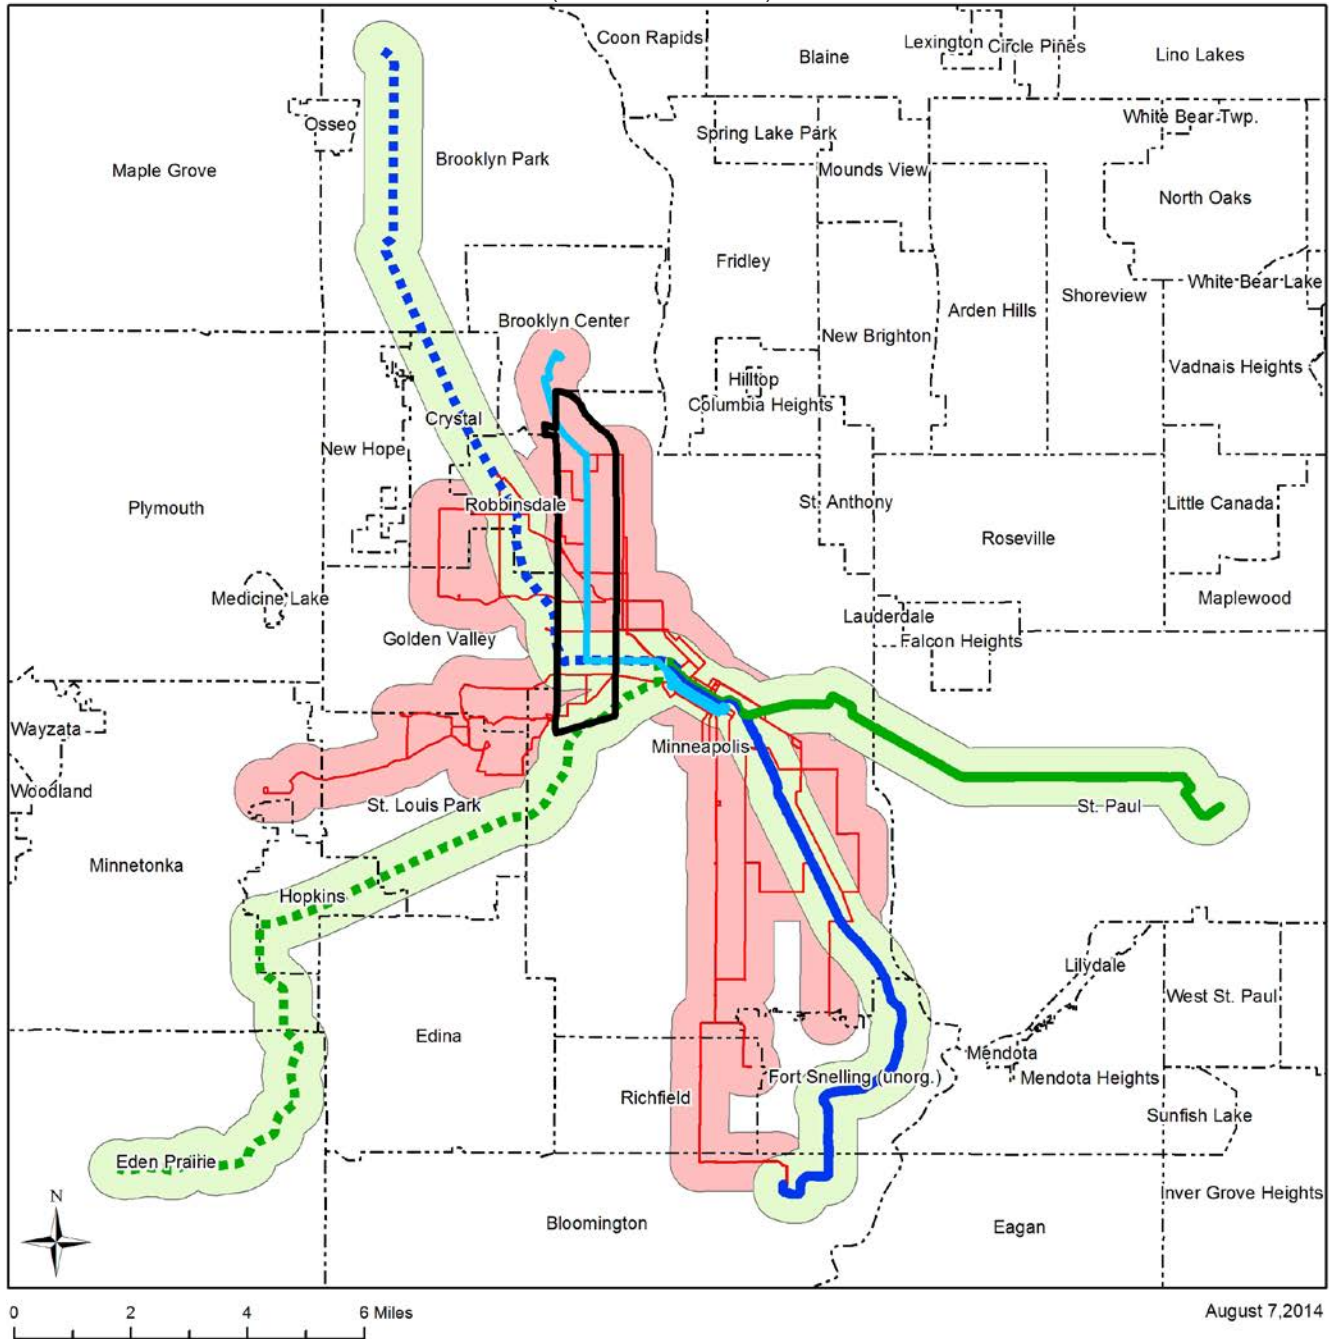 Coon Rapids
Lexington
Circle Pines
Blaine
Lino Lakes
Osseo
White Bear Twp.
Spring Lake Park
Brooklyn Park
Maple Grove
Mounds View
North Oaks
Fridley
White Bear Lake
Shoreview
Arden Hills
Brooklyn Center
New Brighton
Vadnais Heights
Hilltop
Columbia Heights
Crystal
New Hope
Robbinsdale
St. Anthony
Little Canada
Plymouth
Roseville
Medicine Lake
Maplewood
Lauderdale
Golden Valley
Falcon Heights
Wayzata
Minneapolis
Woodland
St. Louis Park
St. Paul
Minnetonka
Hopkins
Lilydale
West St. Paul
Edina
Mendota
Fort Snelling (unorg.)
Mendota Heights
Richfield
Sunfish Lake
Eden Prairie
Inver Grove Heights
N
Bloomington
Eagan
0 2 4 6 Miles
August 7,2014